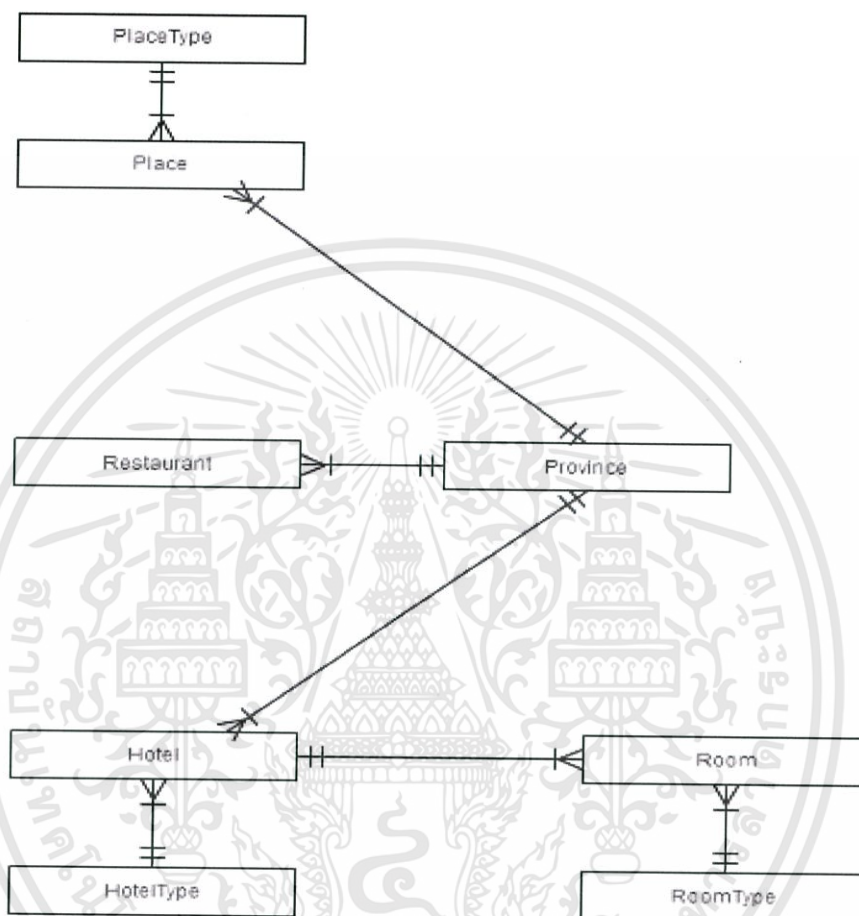 PlaceType
Place
Restaurant
Province
Hotel
Room
HotelType
RoomType